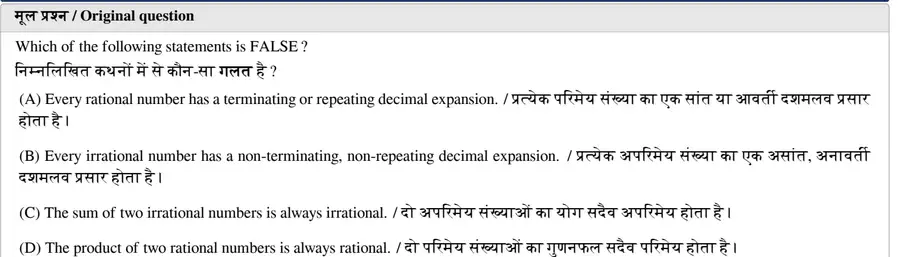 मूल प्रश्न / Original question
Which of the following statements is FALSE ?
निम्नलिखित कथनों में से कौन-सा गलत है ?
(A) Every rational number has a terminating or repeating decimal expansion. / प्रत्येक परिमेय संख्या का एक सांत या आवर्ती दशमलव प्रसार
होता है।
(B) Every irrational number has a non-terminating, non-repeating decimal expansion. / प्रत्येक अपरिमेय संख्या का एक असांत, अनावर्ती
दशमलव प्रसार होता है।
(C) The sum of two irrational numbers is always irrational. / दो अपरिमेय संख्याओं का योग सदैव अपरिमेय होता है।
(D) The product of two rational numbers is always rational. / दो परिमेय संख्याओं का गुणनफल सदैव परिमेय होता है।